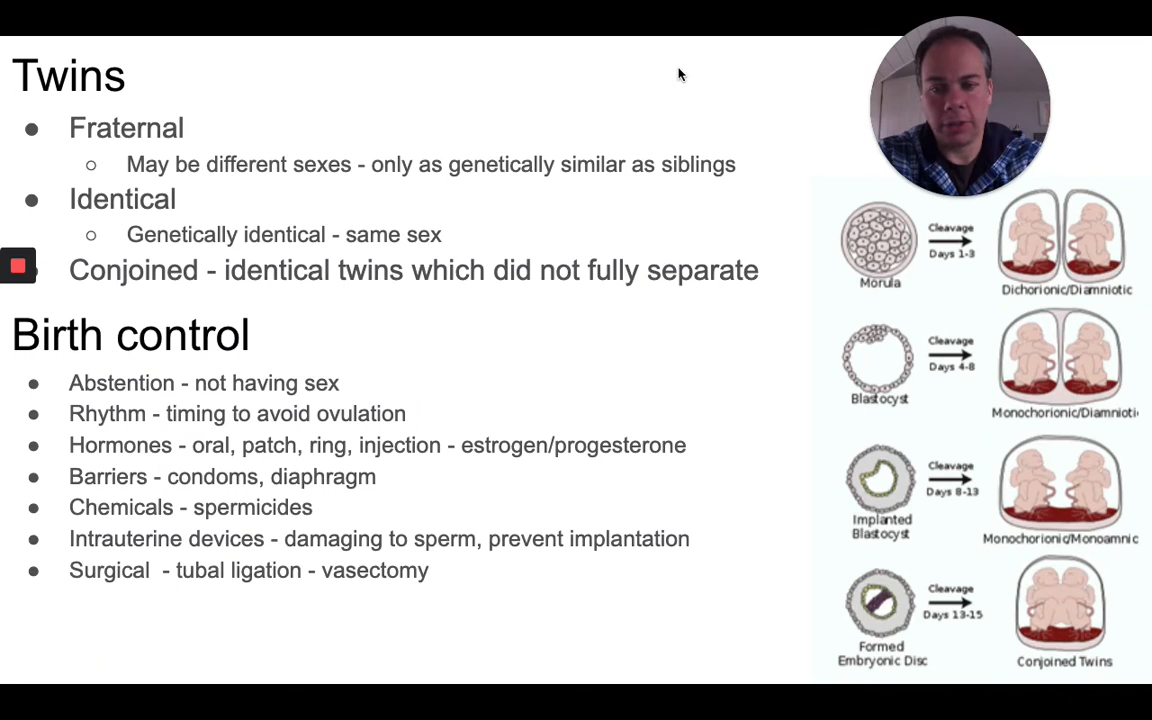 Twins
● Fraternal
○ May be different sexes - only as genetically similar as siblings
● Identical
○ Genetically identical - same sex
Conjoined - identical twins which did not fully separate
Birth control
● Abstention - not having sex
● Rhythm - timing to avoid ovulation
● Hormones - oral, patch, ring, injection - estrogen/progesterone
● Barriers - condoms, diaphragm
● Chemicals - spermicides
● Intrauterine devices - damaging to sperm, prevent implantation
● Surgical - tubal ligation - vasectomy
Cleavage
Days 1-3
Morula
Dichorionic/Diamniotic
Cleavage
Days 4-8
Blastocyst
Monochorionic/Diamnioti
Cleavage
Days 8-13
Implanted
Blastocyst
Monochorionic/Monoamnic
Cleavage
Days 13-15
Formed
Embryonic Disc
Conjoined Twins